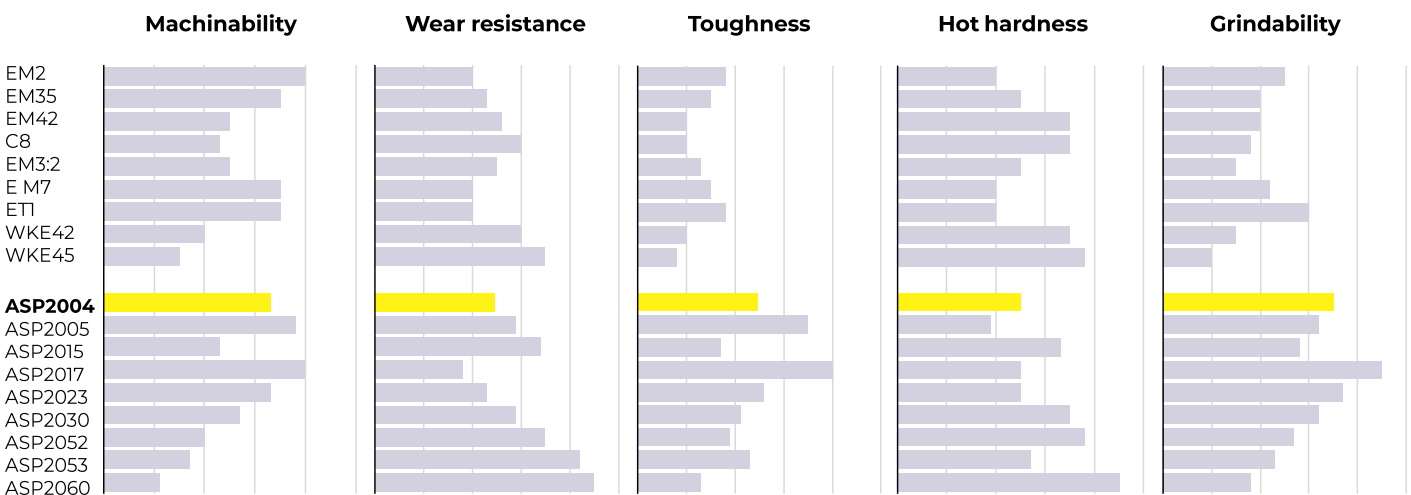 Machinability Wear resistance Toughness Hot hardness Grindability
EM2
EM35
EM42
C8
EM3:2
E M7
ET1
WKE42
WKE45
ASP2004
ASP2005
ASP2015
ASP2017
ASP2023
ASP2030
ASP2052
ASP2053
ASP2060